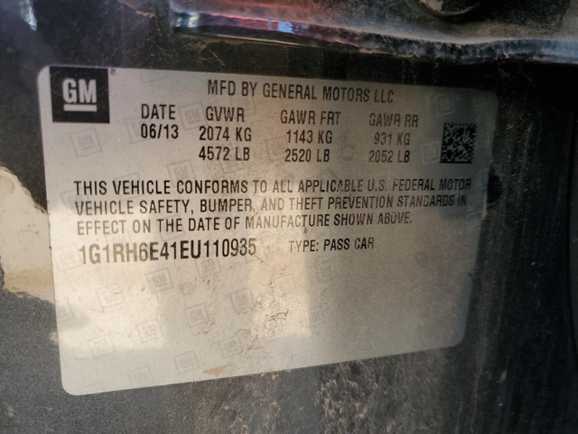 GM
MFD BY GENERAL MOTORS LLC
DATE GVWR GAWR FRT GAWR RR
06/13 2074 KG 1143 KG 931 KG
4572 LB 2520 LB 2052 LB
THIS VEHICLE CONFORMS TO ALL APPLICABLE U.S. FEDERAL MOTOR
VEHICLE SAFETY, BUMPER, AND THEFT PREVENTION STANDARDS IN
EFFECT ON THE DATE OF MANUFACTURE SHOWN ABOVE.
1G1RH6E41EU110935 TYPE: PASS CAR